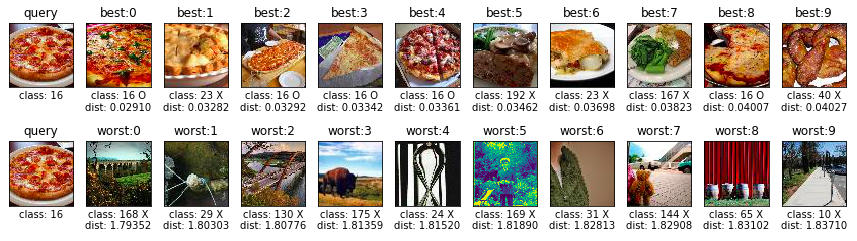 query best:0 best:1 best:2 best:3 best:4 best:5 best:6 best:7 best:8 best:9
class: 16 class: 16 O class: 23 X class: 16 O class: 16 O class: 16 O class: 192 X class: 23 X class: 167 X class: 16 O class: 40 X
dist: 0.02910 dist: 0.03282 dist: 0.03292 dist: 0.03342 dist: 0.03361 dist: 0.03462 dist: 0.03698 dist: 0.03823 dist: 0.04007 dist: 0.04027
query worst:0 worst:1 worst:2 worst:3 worst:4 worst:5 worst:6 worst:7 worst:8 worst:9
class: 16 class: 168 X class: 29 X class: 130 X class: 175 X class: 24 X class: 169 X class: 31 X class: 144 X class: 65 X class: 10 X
dist: 1.79352 dist: 1.80303 dist: 1.80776 dist: 1.81359 dist: 1.81520 dist: 1.81890 dist: 1.82813 dist: 1.82908 dist: 1.83102 dist: 1.83710